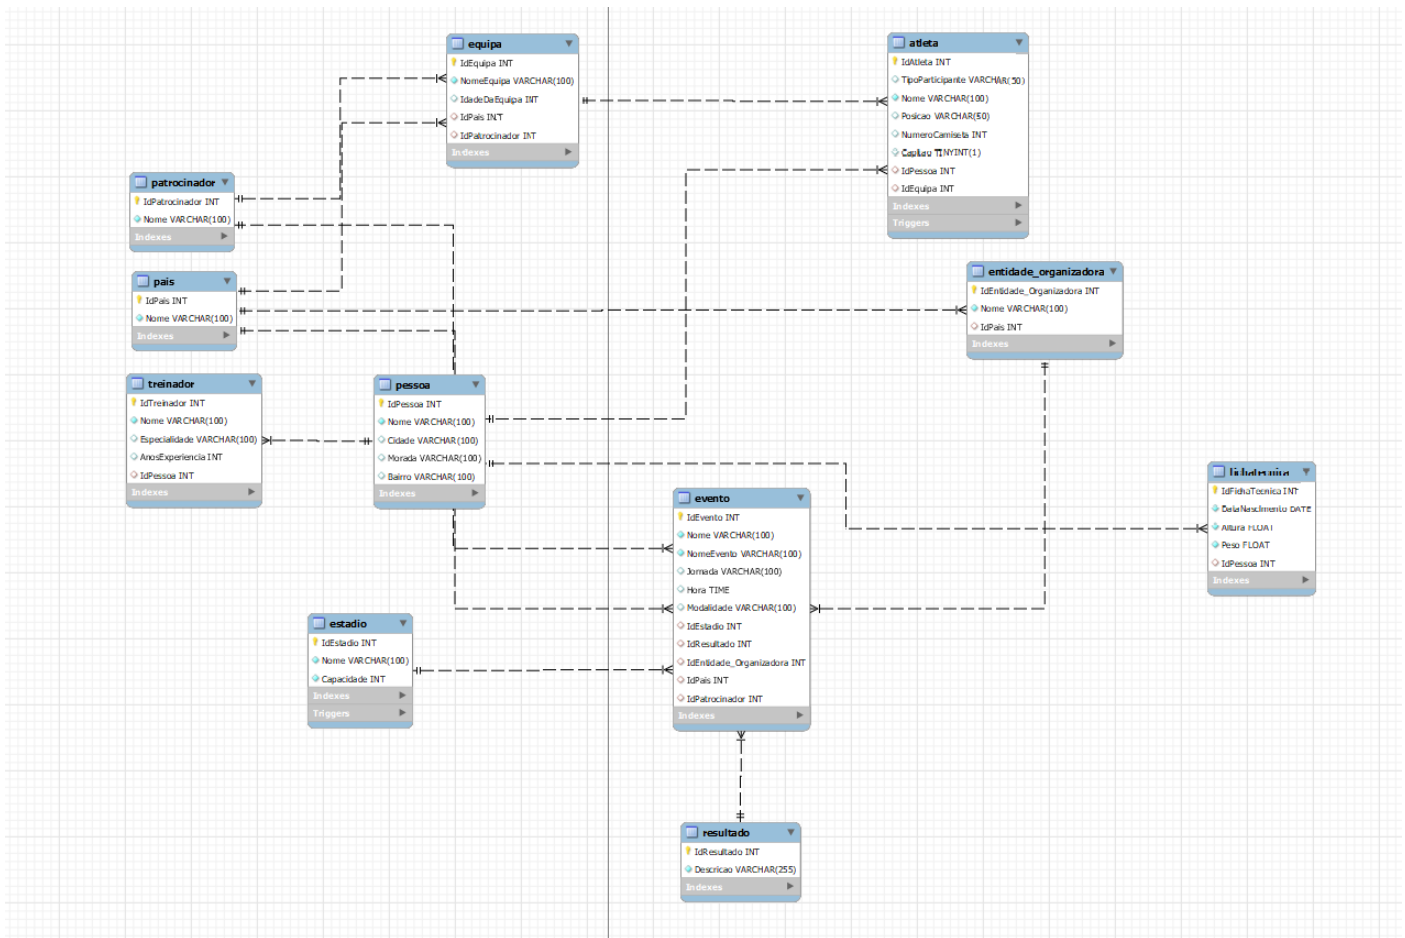 equipa
IdEquipa INT
NomeEquipa VARCHAR(100)
IdadeDaEquipa INT
IdPais INT
IdPatrocinador INT
Indexes
atleta
IdAtleta INT
TipoParticipante VARCHAR(50)
Nome VARCHAR(100)
Posicao VARCHAR(50)
NumeroCamiseta INT
Capitao TINYINT(1)
IdPessoa INT
IdEquipa INT
Indexes
Triggers
patrocinador
IdPatrocinador INT
Nome VARCHAR(100)
Indexes
pais
IdPais INT
Nome VARCHAR(100)
Indexes
entidade_organizadora
IdEntidade_Organizadora INT
Nome VARCHAR(100)
IdPais INT
Indexes
treinador
IdTreinador INT
Nome VARCHAR(100)
Especialidade VARCHAR(100)
AnosExperiencia INT
IdPessoa INT
Indexes
pessoa
IdPessoa INT
Nome VARCHAR(100)
Cidade VARCHAR(100)
Morada VARCHAR(100)
Bairro VARCHAR(100)
Indexes
fichatecnica
IdFichaTecnica INT
DataNascimento DATE
Altura FLOAT
Peso FLOAT
IdPessoa INT
Indexes
evento
IdEvento INT
Nome VARCHAR(100)
NomeEvento VARCHAR(100)
Jornada VARCHAR(100)
Hora TIME
Modalidade VARCHAR(100)
IdEstadio INT
IdResultado INT
IdEntidade_Organizadora INT
IdPais INT
IdPatrocinador INT
Indexes
estadio
IdEstadio INT
Nome VARCHAR(100)
Capacidade INT
Indexes
Triggers
resultado
IdResultado INT
Descricao VARCHAR(255)
Indexes